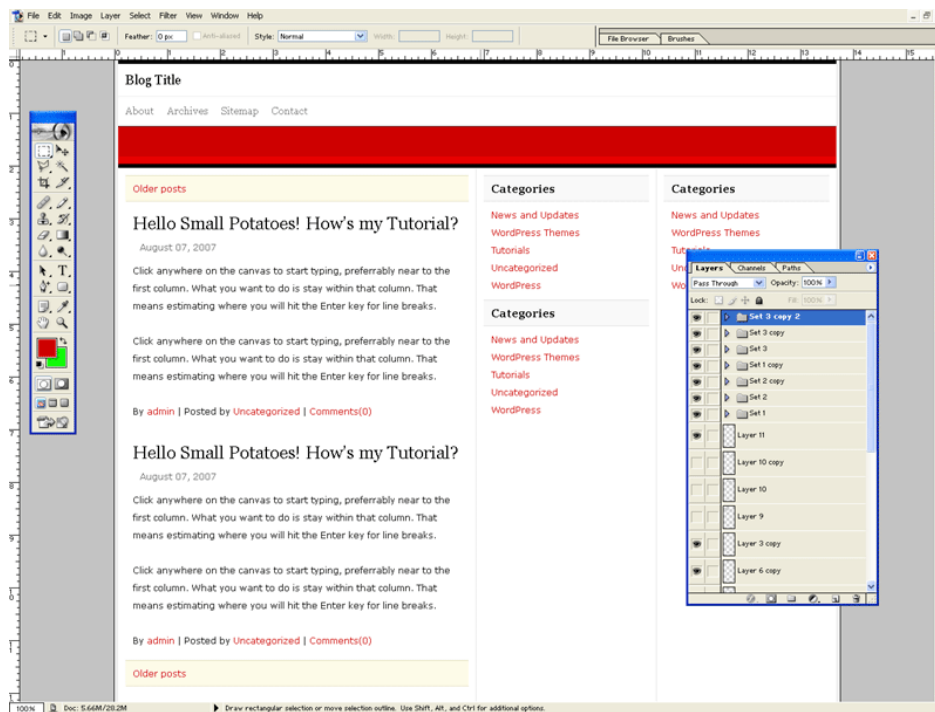 File Edit Image Layer Select Filter View Window Help
Feather: 0 px Anti-aliased Style: Normal Width: Height: File Browser Brushes
Blog Title
About Archives Sitemap Contact
Older posts
Hello Small Potatoes! How's my Tutorial?
August 07, 2007
Click anywhere on the canvas to start typing, preferrably near to the
first column. What you want to do is stay within that column. That
means estimating where you will hit the Enter key for line breaks.
Click anywhere on the canvas to start typing, preferrably near to the
first column. What you want to do is stay within that column. That
means estimating where you will hit the Enter key for line breaks.
By admin | Posted by Uncategorized | Comments(0)
Hello Small Potatoes! How's my Tutorial?
August 07, 2007
Click anywhere on the canvas to start typing, preferrably near to the
first column. What you want to do is stay within that column. That
means estimating where you will hit the Enter key for line breaks.
Click anywhere on the canvas to start typing, preferrably near to the
first column. What you want to do is stay within that column. That
means estimating where you will hit the Enter key for line breaks.
By admin | Posted by Uncategorized | Comments(0)
Older posts
Categories
News and Updates
WordPress Themes
Tutorials
Uncategorized
WordPress
Categories
News and Updates
WordPress Themes
Tutorials
Uncategorized
WordPress
Categories
News and Updates
WordPress Themes
Layers Channels Paths
Pass Through Opacity: 100%
Lock: Fill: 100%
Set 3 copy 2
Set 3 copy
Set 3
Set 1 copy
Set 2 copy
Set 2
Set 1
Layer 11
Layer 10 copy
Layer 10
Layer 9
Layer 3 copy
Layer 6 copy
100% Doc: 5.66M/28.2M Draw rectangular selection or move selection outline. Use Shift, Alt, and Ctrl for additional options.